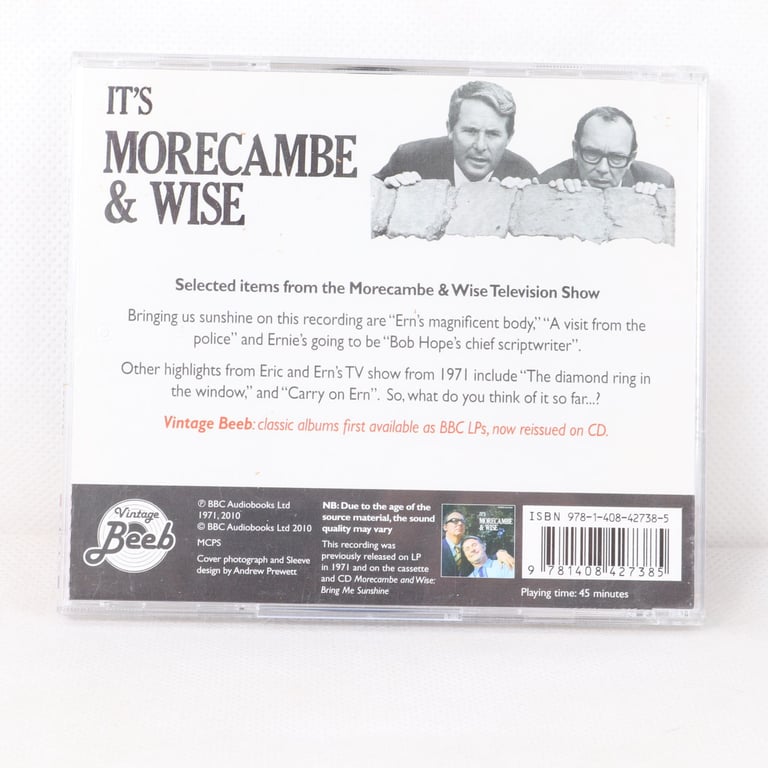 IT'S
MORECAMBE
& WISE
Selected items from the Morecambe & Wise Television Show
Bringing us sunshine on this recording are “Ern's magnificent body,” “A visit from the
police” and Ernie's going to be “Bob Hope's chief scriptwriter”.
Other highlights from Eric and Ern's TV show from 1971 include “The diamond ring in
the window,” and “Carry on Ern”. So, what do you think of it so far...?
Vintage Beeb: classic albums first available as BBC LPs, now reissued on CD.
Vintage
Beeb
℗ BBC Audiobooks Ltd
1971, 2010
© BBC Audiobooks Ltd 2010
MCPS
Cover photograph and Sleeve
design by Andrew Prewett
NB: Due to the age of the
source material, the sound
quality may vary
This recording was
previously released on LP
in 1971 and on the cassette
and CD Morecambe and Wise:
Bring Me Sunshine
IT'S
MORECAMBE
& WISE
ISBN 978-1-408-42738-5
9 781408 427385
Playing time: 45 minutes